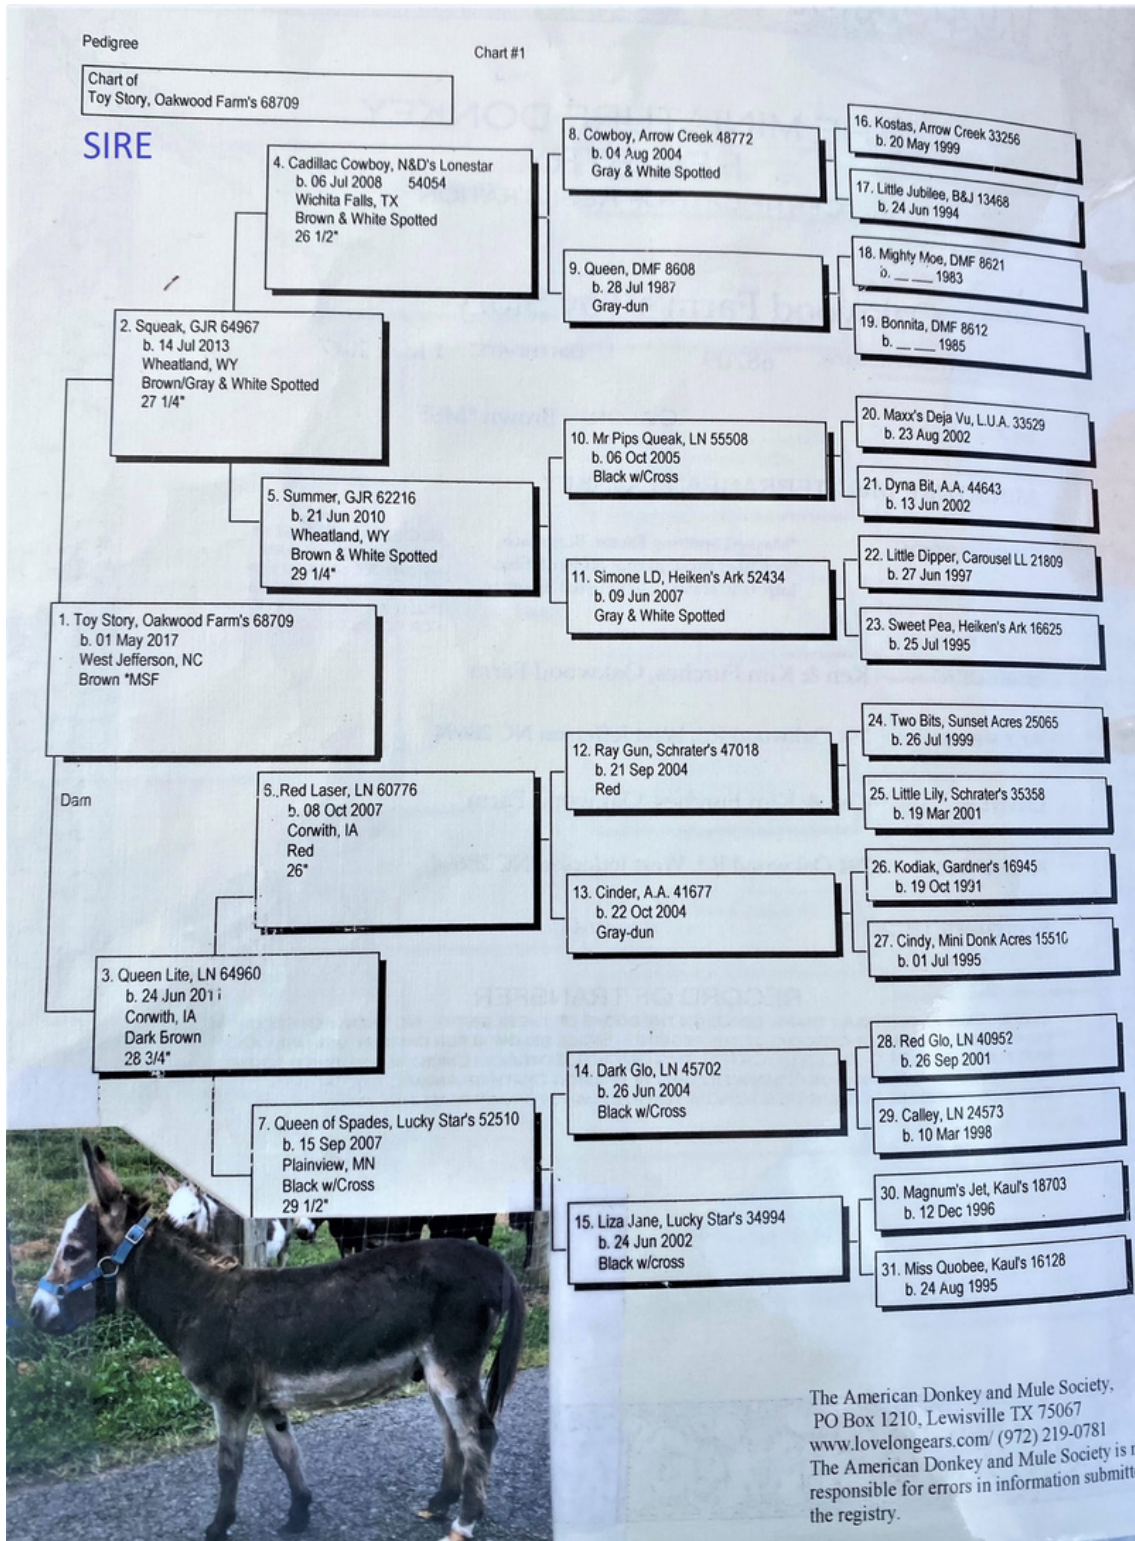 Pedigree
Chart #1
Chart of
Toy Story, Oakwood Farm's 68709
SIRE
1. Toy Story, Oakwood Farm's 68709
b. 01 May 2017
West Jefferson, NC
Brown *MSF
Dam
2. Squeak, GJR 64967
b. 14 Jul 2013
Wheatland, WY
Brown/Gray & White Spotted
27 1/4"
3. Queen Lite, LN 64960
b. 24 Jun
Corwith, IA
Dark Brown
28 3/4"
4. Cadillac Cowboy, N&D's Lonestar
b. 06 Jul 2008 54054
Wichita Falls, TX
Brown & White Spotted
26 1/2"
5. Summer, GJR 62216
b. 21 Jun 2010
Wheatland, WY
Brown & White Spotted
29 1/4"
6. Red Laser, LN 60776
b. 08 Oct 2007
Corwith, IA
Red
26"
7. Queen of Spades, Lucky Star's 52510
b. 15 Sep 2007
Plainview, MN
Black w/Cross
29 1/2"
8. Cowboy, Arrow Creek 48772
b. 04 Aug 2004
Gray & White Spotted
9. Queen, DMF 8608
b. 28 Jul 1987
Gray-dun
10. Mr Pips Queak, LN 55508
b. 06 Oct 2005
Black w/Cross
11. Simone LD, Heiken's Ark 52434
b. 09 Jun 2007
Gray & White Spotted
12. Ray Gun, Schrater's 47018
b. 21 Sep 2004
Red
13. Cinder, A.A. 41677
b. 22 Oct 2004
Gray-dun
14. Dark Glo, LN 45702
b. 26 Jun 2004
Black w/Cross
15. Liza Jane, Lucky Star's 34994
b. 24 Jun 2002
Black w/cross
16. Kostas, Arrow Creek 33256
b. 20 May 1999
17. Little Jubilee, B&J 13468
b. 24 Jun 1994
18. Mighty Moe, DMF 8621
b. __ ___ 1983
19. Bonnita, DMF 8612
b. __ ___ 1985
20. Maxx's Deja Vu, L.U.A. 33529
b. 23 Aug 2002
21. Dyna Bit, A.A. 44643
b. 13 Jun 2002
22. Little Dipper, Carousel LL 21809
b. 27 Jun 1997
23. Sweet Pea, Heiken's Ark 16625
b. 25 Jul 1995
24. Two Bits, Sunset Acres 25065
b. 26 Jul 1999
25. Little Lily, Schrater's 35358
b. 19 Mar 2001
26. Kodiak, Gardner's 16945
b. 19 Oct 1991
27. Cindy, Mini Donk Acres 15510
b. 01 Jul 1995
28. Red Glo, LN 40952
b. 26 Sep 2001
29. Calley, LN 24573
b. 10 Mar 1998
30. Magnum's Jet, Kaul's 18703
b. 12 Dec 1996
31. Miss Quobee, Kaul's 16128
b. 24 Aug 1995
The American Donkey and Mule Society,
PO Box 1210, Lewisville TX 75067
www.lovelongears.com/ (972) 219-0781
The American Donkey and Mule Society is
responsible for errors in information
the registry.